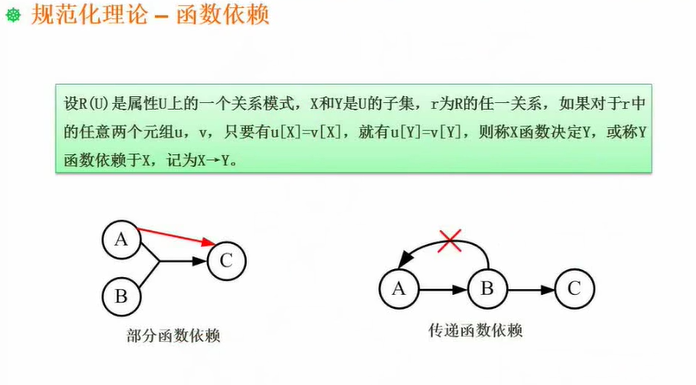 规范化理论 – 函数依赖
设R(U)是属性U上的一个关系模式，X和Y是U的子集，r为R的任一关系，如果对于r中
的任意两个元组u，v，只要有u[X]=v[X]，就有u[Y]=v[Y]，则称X函数决定Y，或称Y
函数依赖于X，记为X→Y。
A
C
B
部分函数依赖
A B C
传递函数依赖